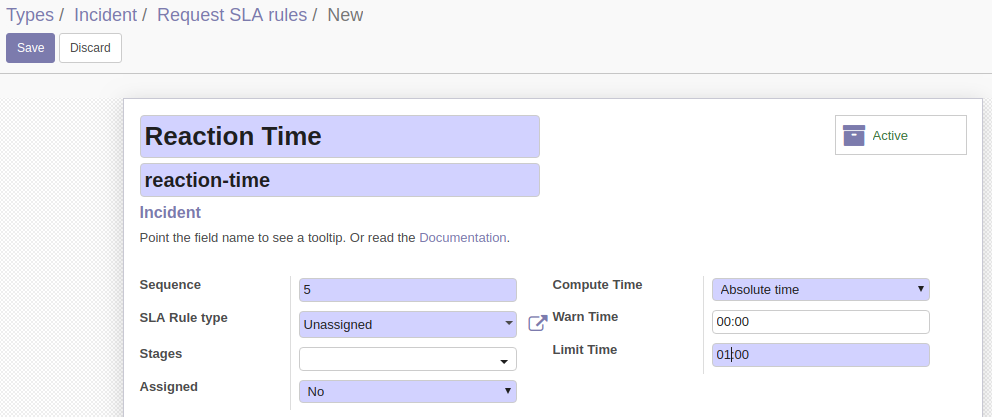 Types / Incident / Request SLA rules / New
Save Discard
Reaction Time
Active
reaction-time
Incident
Point the field name to see a tooltip. Or read the Documentation.
Sequence 5 Compute Time Absolute time
SLA Rule type Unassigned Warn Time 00:00
Stages Limit Time 01:00
Assigned No